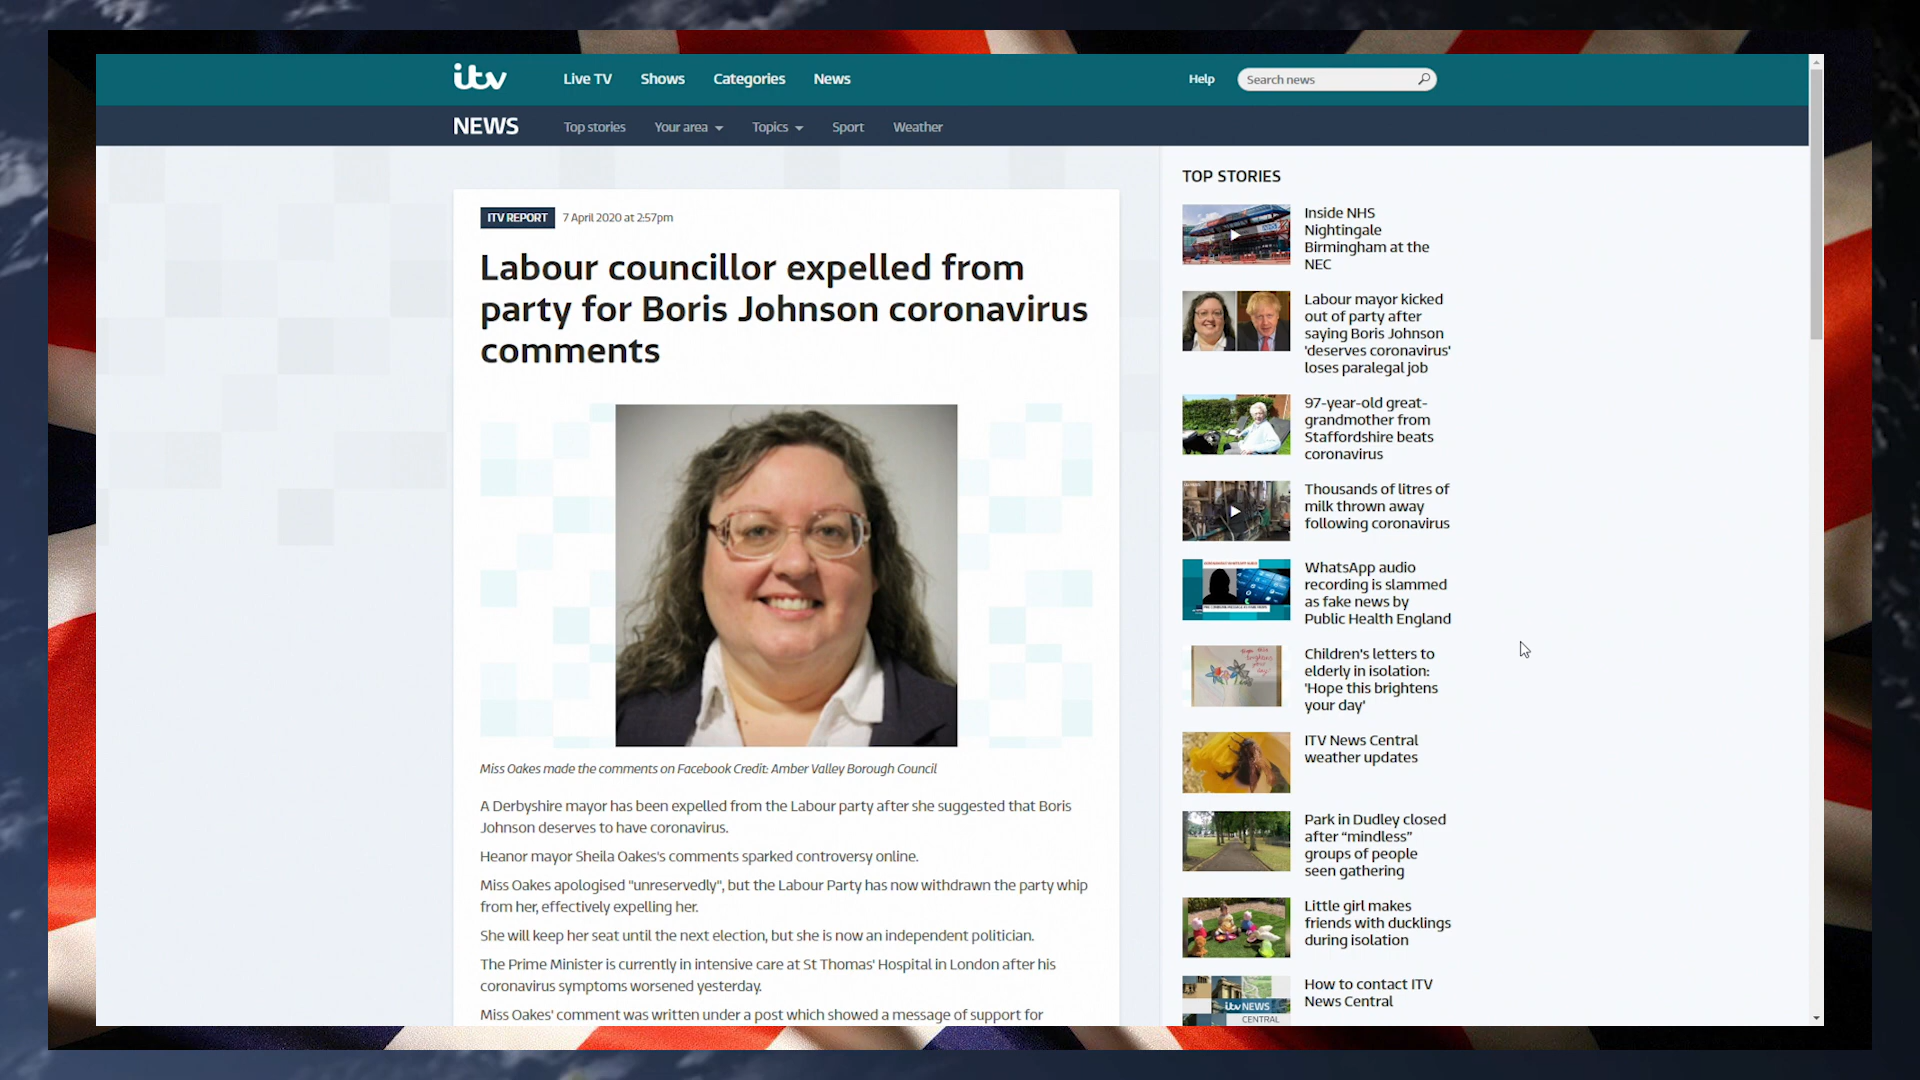 itv
Live TV
Shows
Categories
News
Help
Search news
NEWS
Top stories
Your area
Topics
Sport
Weather
ITV REPORT
7 April 2020 at 2:57pm
Labour councillor expelled from
party for Boris Johnson coronavirus
comments
Miss Oakes made the comments on Facebook Credit: Amber Valley Borough Council
A Derbyshire mayor has been expelled from the Labour party after she suggested that Boris
Johnson deserves to have coronavirus.
Heanor mayor Sheila Oakes's comments sparked controversy online.
Miss Oakes apologised "unreservedly", but the Labour Party has now withdrawn the party whip
from her, effectively expelling her.
She will keep her seat until the next election, but she is now an independent politician.
The Prime Minister is currently in intensive care at St Thomas' Hospital in London after his
coronavirus symptoms worsened yesterday.
Miss Oakes' comment was written under a post which showed a message of support for
TOP STORIES
Inside NHS
Nightingale
Birmingham at the
NEC
Labour mayor kicked
out of party after
saying Boris Johnson
'deserves coronavirus'
loses paralegal job
97-year-old great-
grandmother from
Staffordshire beats
coronavirus
Thousands of litres of
milk thrown away
following coronavirus
WhatsApp audio
recording is slammed
as fake news by
Public Health England
Children's letters to
elderly in isolation:
'Hope this brightens
your day'
Hope this
brightens
your
day
ITV News Central
weather updates
Park in Dudley closed
after “mindless”
groups of people
seen gathering
Little girl makes
friends with ducklings
during isolation
How to contact ITV
News Central
itv NEWS
CENTRAL